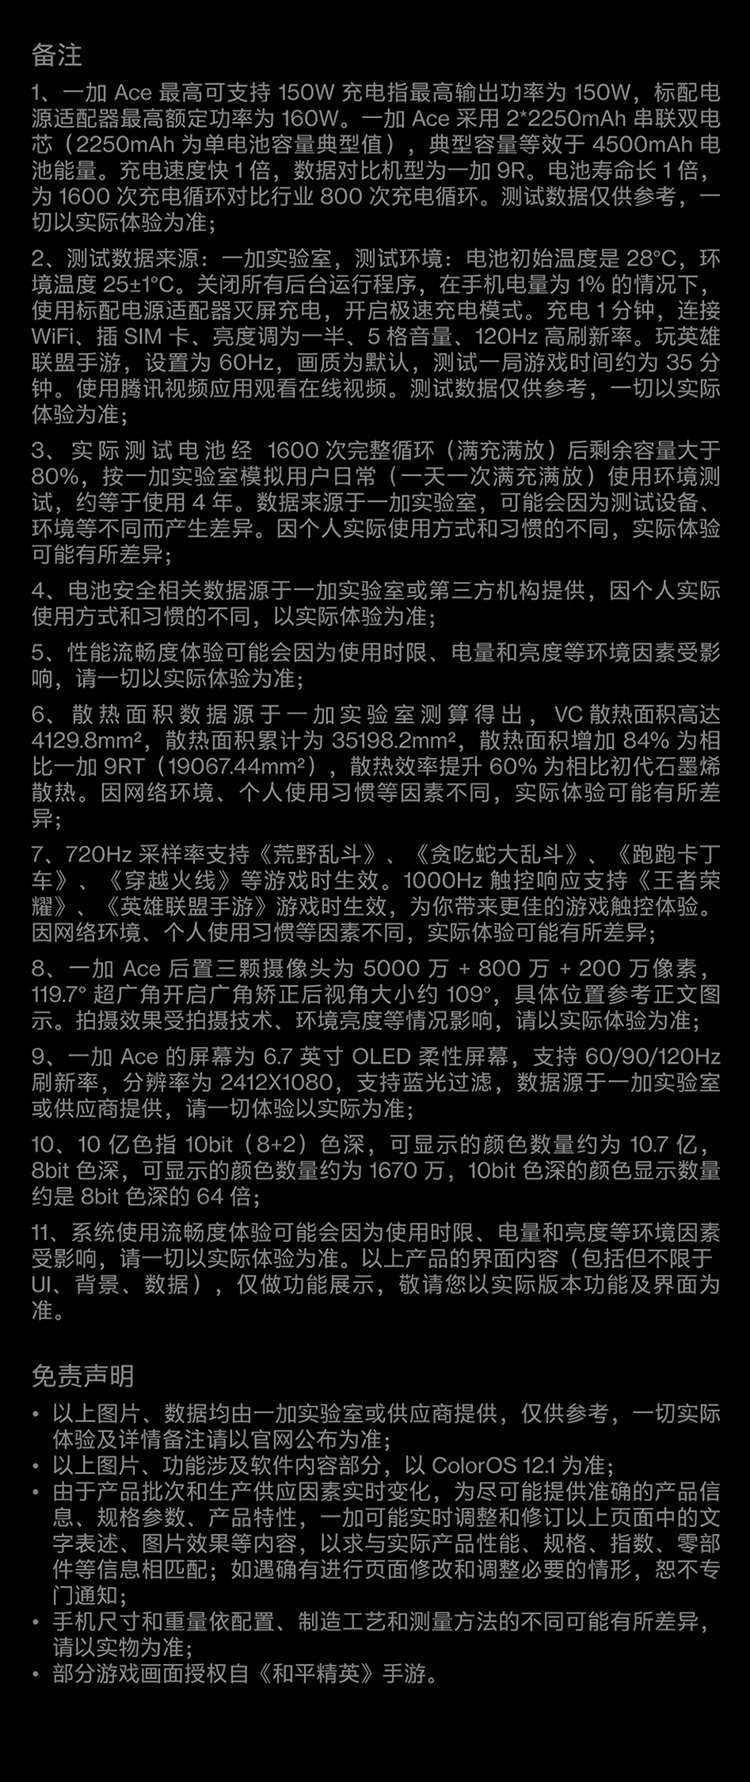 备注
1、一加 Ace 最高可支持 150W 充电指最高输出功率为 150W，标配电
源适配器最高额定功率为 160W。一加 Ace 采用 2*2250mAh 串联双电
芯（2250mAh 为单电池容量典型值），典型容量等效于 4500mAh 电
池能量。充电速度快 1 倍，数据对比机型为一加 9R。电池寿命长 1 倍，
为 1600 次充电循环对比行业 800 次充电循环。测试数据仅供参考，一
切以实际体验为准；
2、测试数据来源：一加实验室，测试环境：电池初始温度是 28°C，环
境温度 25±1°C。关闭所有后台运行程序，在手机电量为 1% 的情况下，
使用标配电源适配器灭屏充电，开启极速充电模式。充电 1 分钟，连接
WiFi、插 SIM 卡、亮度调为一半、5 格音量、120Hz 高刷新率。玩英雄
联盟手游，设置为 60Hz，画质为默认，测试一局游戏时间约为 35 分
钟。使用腾讯视频应用观看在线视频。测试数据仅供参考，一切以实际
体验为准；
3、实际测试电池经 1600 次完整循环（满充满放）后剩余容量大于
80%，按一加实验室模拟用户日常（一天一次满充满放）使用环境测
试，约等于使用 4 年。数据来源于一加实验室，可能会因为测试设备、
环境等不同而产生差异。因个人实际使用方式和习惯的不同，实际体验
可能有所差异；
4、电池安全相关数据源于一加实验室或第三方机构提供，因个人实际
使用方式和习惯的不同，以实际体验为准；
5、性能流畅度体验可能会因为使用时限、电量和亮度等环境因素受影
响，请一切以实际体验为准；
6、散热面积数据源于一加实验室测算得出，VC 散热面积高达
4129.8mm²，散热面积累计为 35198.2mm²，散热面积增加 84% 为相
比一加 9RT（19067.44mm²），散热效率提升 60% 为相比初代石墨烯
散热。因网络环境、个人使用习惯等因素不同，实际体验可能有所差
异；
7、720Hz 采样率支持《荒野乱斗》、《贪吃蛇大乱斗》、《跑跑卡丁
车》、《穿越火线》等游戏时生效。1000Hz 触控响应支持《王者荣
耀》、《英雄联盟手游》游戏时生效，为你带来更佳的游戏触控体验。
因网络环境、个人使用习惯等因素不同，实际体验可能有所差异；
8、一加 Ace 后置三颗摄像头为 5000 万 + 800 万 + 200 万像素，
119.7° 超广角开启广角矫正后视角大小约 109°，具体位置参考正文图
示。拍摄效果受拍摄技术、环境亮度等情况影响，请以实际体验为准；
9、一加 Ace 的屏幕为 6.7 英寸 OLED 柔性屏幕，支持 60/90/120Hz
刷新率，分辨率为 2412X1080，支持蓝光过滤，数据源于一加实验室
或供应商提供，请一切体验以实际为准；
10、10 亿色指 10bit（8+2）色深，可显示的颜色数量约为 10.7 亿，
8bit 色深，可显示的颜色数量约为 1670 万，10bit 色深的颜色显示数量
约是 8bit 色深的 64 倍；
11、系统使用流畅度体验可能会因为使用时限、电量和亮度等环境因素
受影响，请一切以实际体验为准。以上产品的界面内容（包括但不限于
UI、背景、数据），仅做功能展示，敬请您以实际版本功能及界面为
准。
免责声明
• 以上图片、数据均由一加实验室或供应商提供，仅供参考，一切实际
体验及详情备注请以官网公布为准；
• 以上图片、功能涉及软件内容部分，以 ColorOS 12.1 为准；
• 由于产品批次和生产供应因素实时变化，为尽可能提供准确的产品信
息、规格参数、产品特性，一加可能实时调整和修订以上页面中的文
字表述、图片效果等内容，以求与实际产品性能、规格、指数、零部
件等信息相匹配；如遇确有进行页面修改和调整必要的情形，恕不专
门通知；
• 手机尺寸和重量依配置、制造工艺和测量方法的不同可能有所差异，
请以实物为准；
• 部分游戏画面授权自《和平精英》手游。